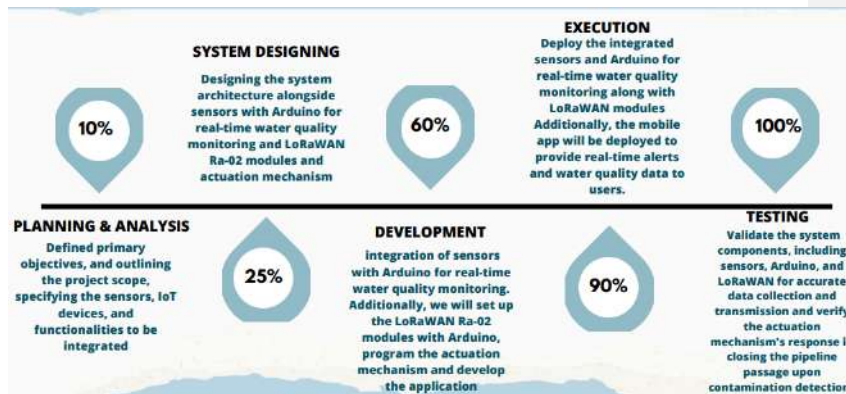 10%
PLANNING & ANALYSIS
Defined primary
objectives, and outlining
the project scope,
specifying the sensors, IoT
devices, and
functionalities to be
integrated
SYSTEM DESIGNING
Designing the system
architecture alongside
sensors with Arduino for
real-time water quality
monitoring and LoRaWAN
Ra-02 modules and
actuation mechanism
25%
60%
DEVELOPMENT
integration of sensors
with Arduino for real-time
water quality monitoring.
Additionally, we will set up
the LoRaWAN Ra-02
modules with Arduino,
program the actuation
mechanism and develop
the application
EXECUTION
Deploy the integrated
sensors and Arduino for
real-time water quality
monitoring along with
LoRaWAN modules
Additionally, the mobile
app will be deployed to
provide real-time alerts
and water quality data to
users.
90%
100%
TESTING
Validate the system
components, including
sensors, Arduino, and
LoRaWAN for accurate
data collection and
transmission and verify
the actuation
mechanism's response i
closing the pipeline
passage upon
contamination detection